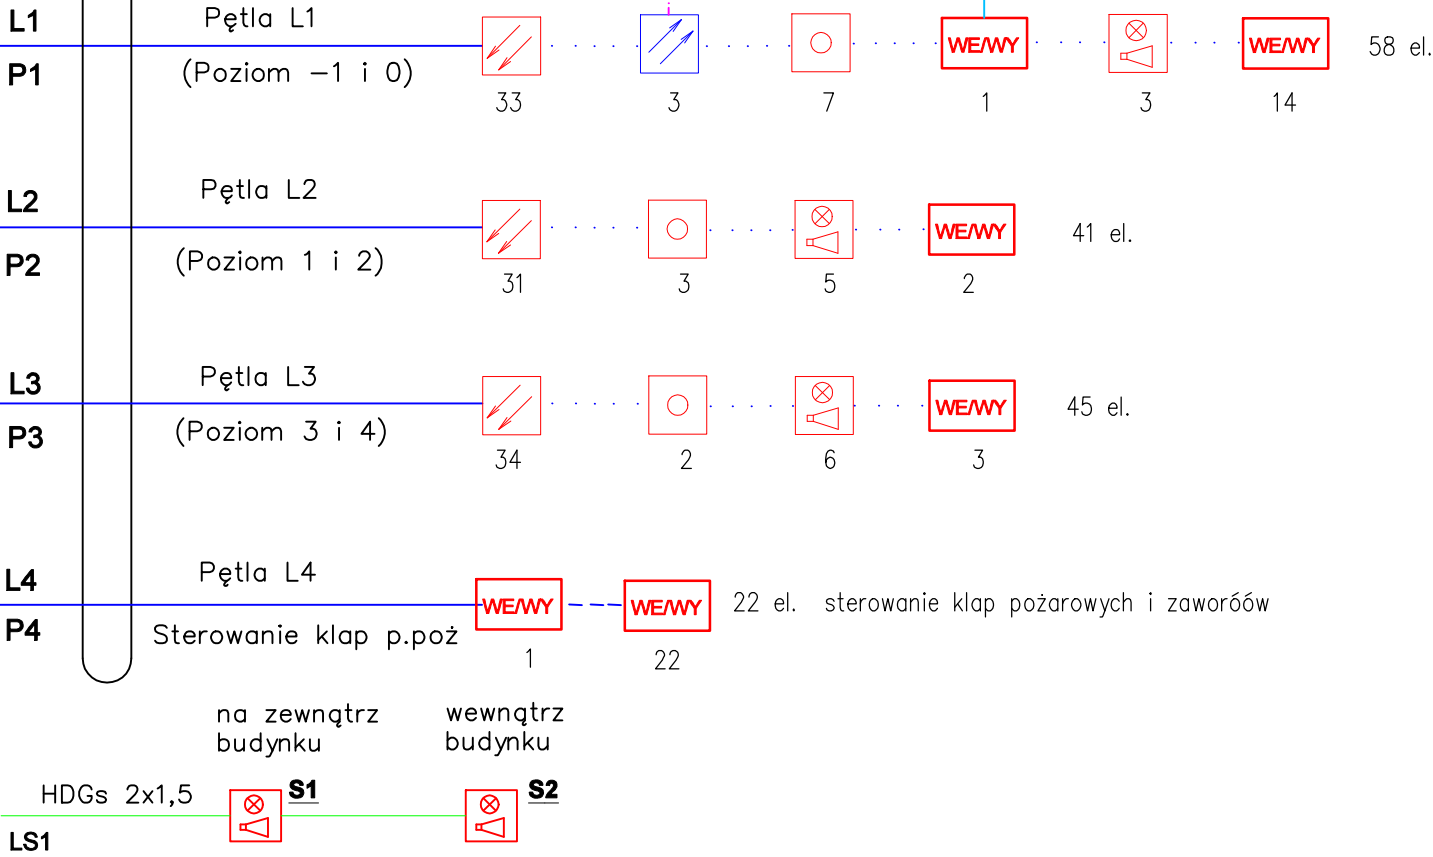 L1
Pętla L1
P1
(Poziom -1 i 0)
i
WE/WY
WE/WY
58 el.
33
3
7
1
3
14
L2
Pętla L2
P2
(Poziom 1 i 2)
WE/WY
41 el.
31
3
5
2
L3
Pętla L3
P3
(Poziom 3 i 4)
WE/WY
45 el.
34
2
6
3
L4
Pętla L4
P4
Sterowanie klap p.poż
WE/WY
WE/WY
22 el. sterowanie klap pożarowych i zaworóów
1
22
na zewnątrz
budynku
wewnątrz
budynku
HDGs 2x1,5
S1
S2
LS1